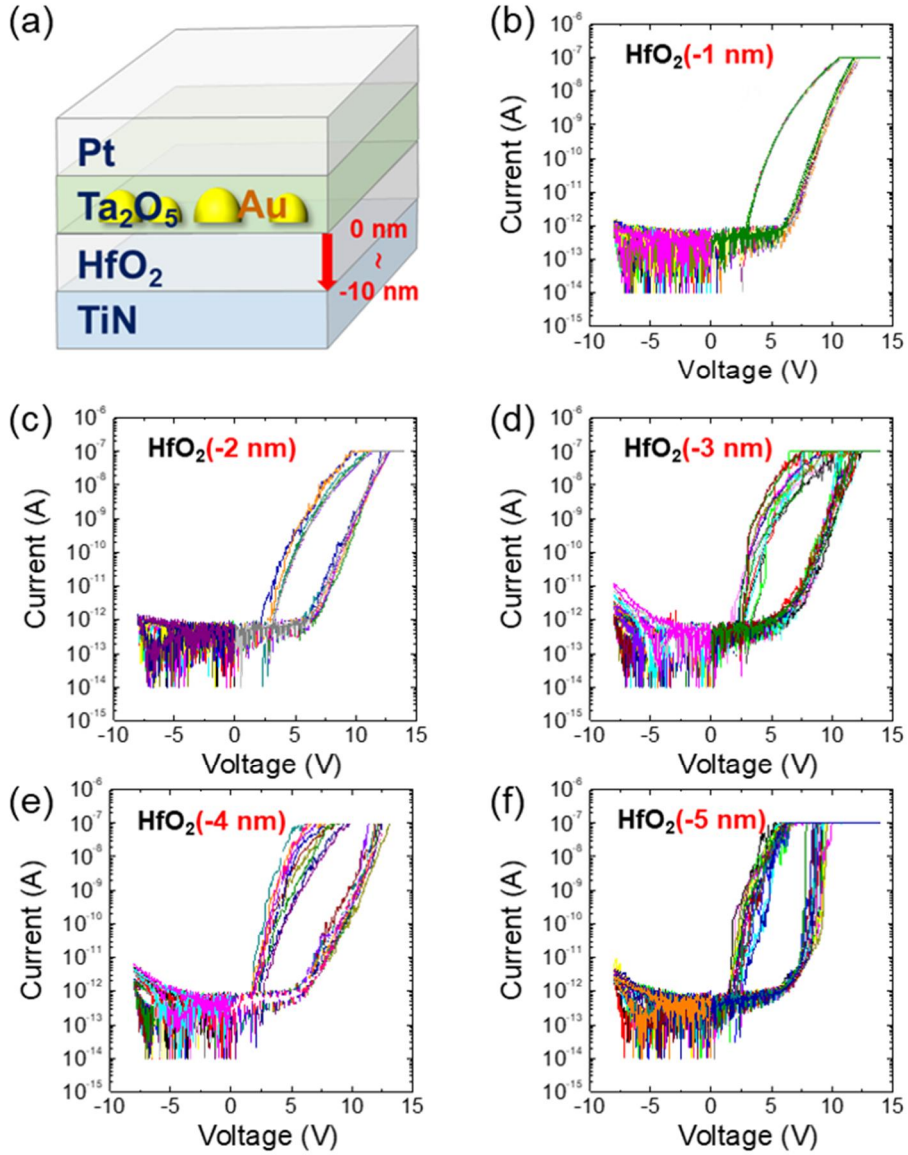 (a)
Pt
Ta₂O₅ Au
0 nm
HfO₂
~
-10 nm
TiN
(b)
HfO₂(-1 nm)
Current (A)
10⁻⁶
10⁻⁷
10⁻⁸
10⁻⁹
10⁻¹⁰
10⁻¹¹
10⁻¹²
10⁻¹³
10⁻¹⁴
10⁻¹⁵
-10 -5 0 5 10 15
Voltage (V)
(c)
HfO₂(-2 nm)
Current (A)
10⁻⁶
10⁻⁷
10⁻⁸
10⁻⁹
10⁻¹⁰
10⁻¹¹
10⁻¹²
10⁻¹³
10⁻¹⁴
10⁻¹⁵
-10 -5 0 5 10 15
Voltage (V)
(d)
HfO₂(-3 nm)
Current (A)
10⁻⁶
10⁻⁷
10⁻⁸
10⁻⁹
10⁻¹⁰
10⁻¹¹
10⁻¹²
10⁻¹³
10⁻¹⁴
10⁻¹⁵
-10 -5 0 5 10 15
Voltage (V)
(e)
HfO₂(-4 nm)
Current (A)
10⁻⁶
10⁻⁷
10⁻⁸
10⁻⁹
10⁻¹⁰
10⁻¹¹
10⁻¹²
10⁻¹³
10⁻¹⁴
10⁻¹⁵
-10 -5 0 5 10 15
Voltage (V)
(f)
HfO₂(-5 nm)
Current (A)
10⁻⁶
10⁻⁷
10⁻⁸
10⁻⁹
10⁻¹⁰
10⁻¹¹
10⁻¹²
10⁻¹³
10⁻¹⁴
10⁻¹⁵
-10 -5 0 5 10 15
Voltage (V)